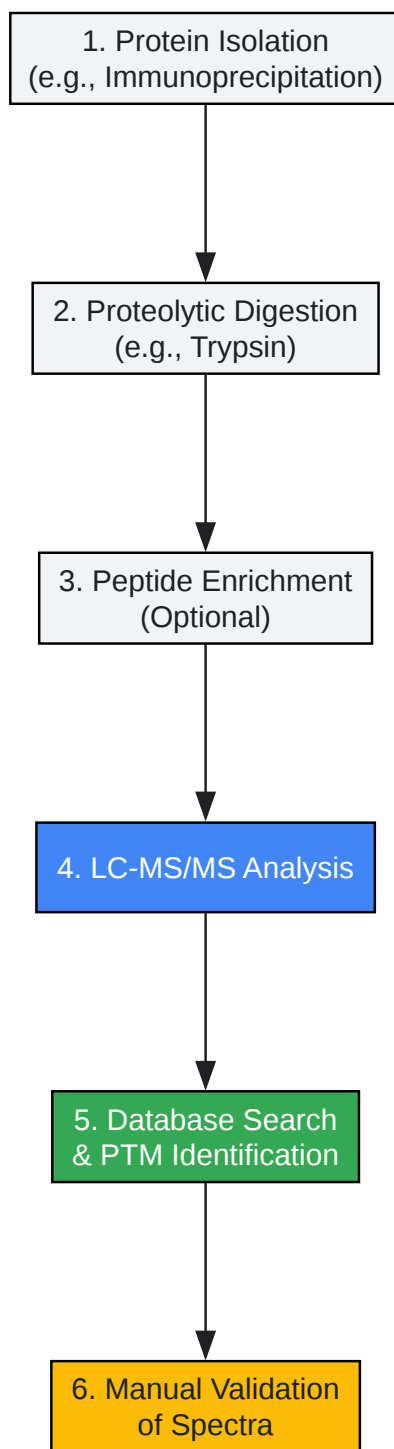 1. Protein Isolation
(e.g., Immunoprecipitation)
2. Proteolytic Digestion
(e.g., Trypsin)
3. Peptide Enrichment
(Optional)
4. LC-MS/MS Analysis
5. Database Search
& PTM Identification
6. Manual Validation
of Spectra